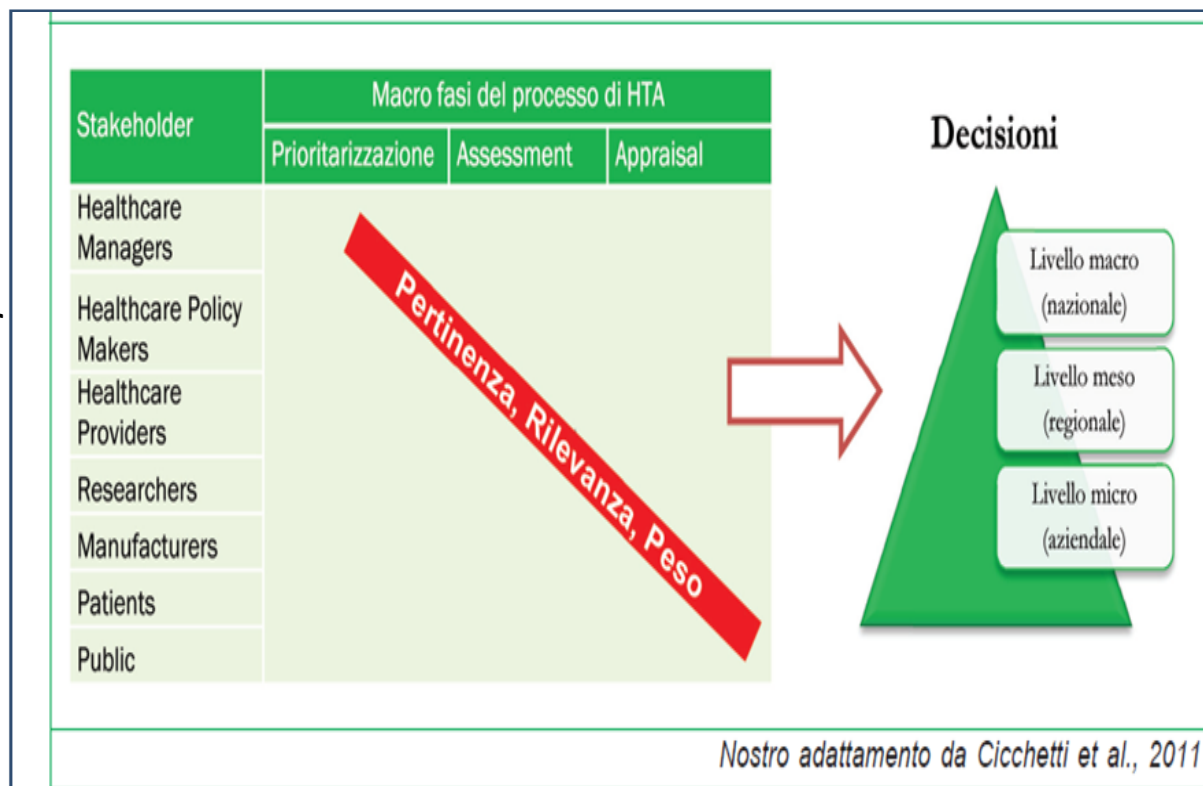 Stakeholder
Macro fasi del processo di HTA
Prioritarizzazione
Assessment
Appraisal
Healthcare
Managers
Healthcare Policy
Makers
Healthcare
Providers
Researchers
Manufacturers
Patients
Public
Pertinenza, Rilevanza, Peso
Decisioni
Livello macro
(nazionale)
Livello meso
(regionale)
Livello micro
(aziendale)
Nostro adattamento da Cicchetti et al., 2011